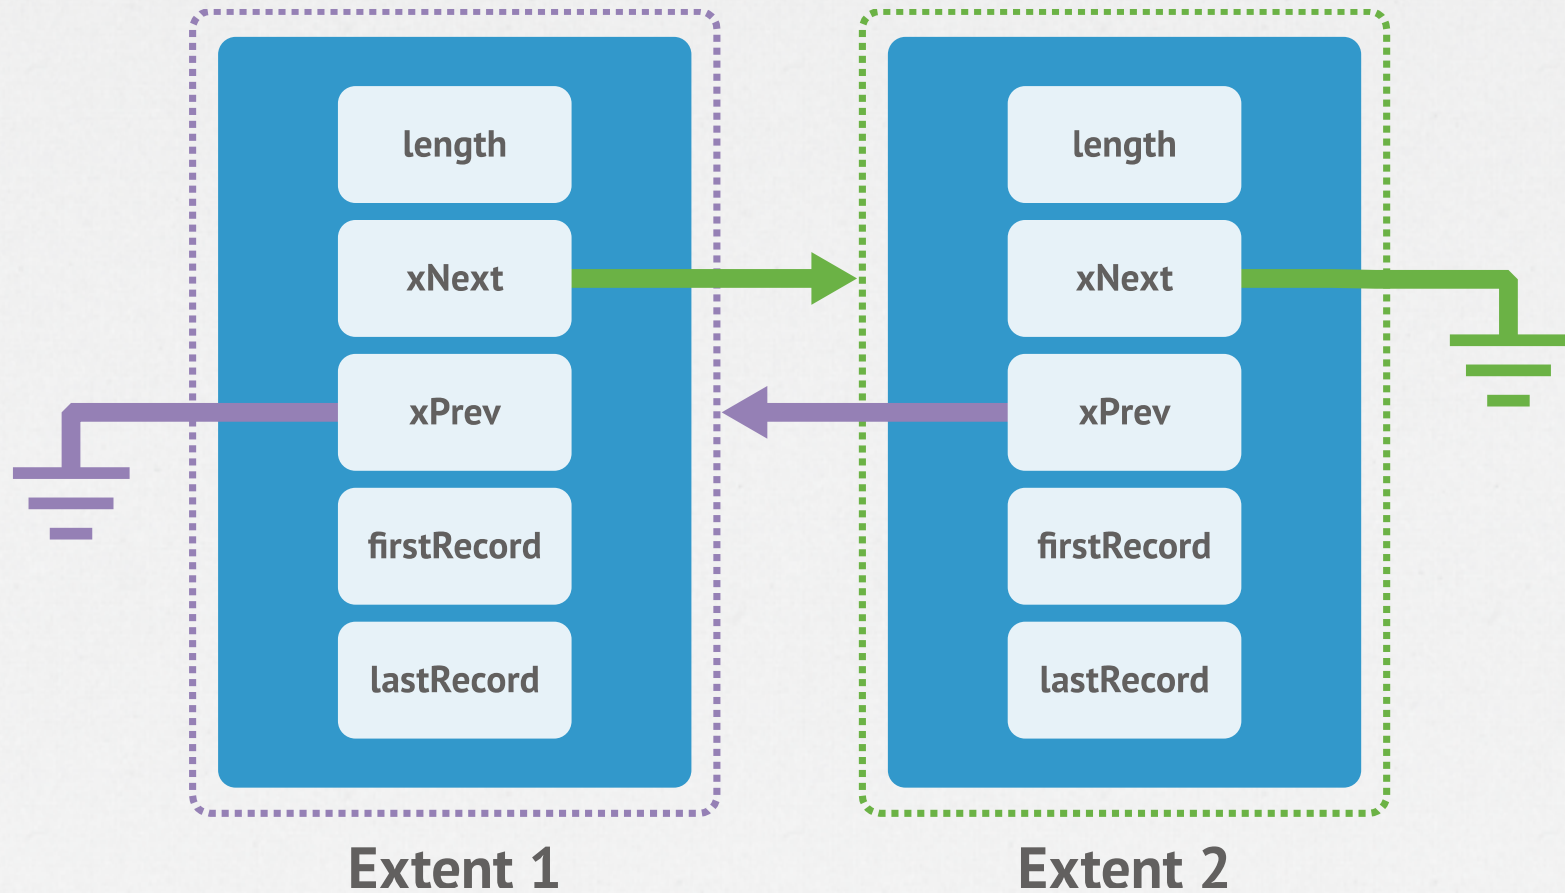 length
xNext
xPrev
firstRecord
lastRecord
Extent 1
length
xNext
xPrev
firstRecord
lastRecord
Extent 2